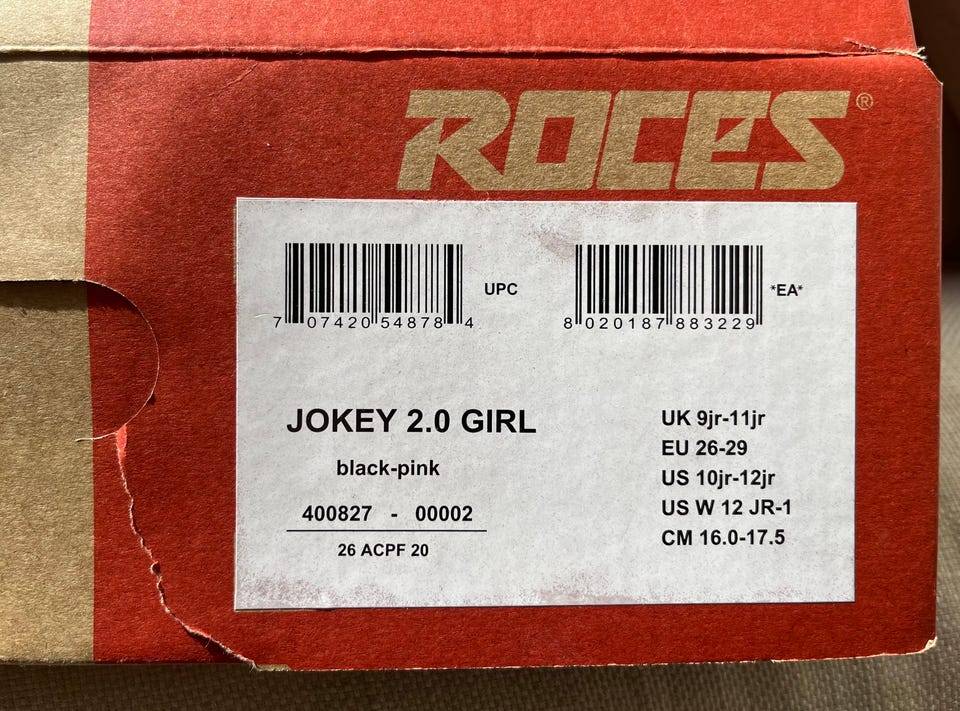 ROCES®
7 07420 54878 4
UPC
8 020187 883229
*EA*
JOKEY 2.0 GIRL
black-pink
400827 - 00002
26 ACPF 20
UK 9jr-11jr
EU 26-29
US 10jr-12jr
US W 12 JR-1
CM 16.0-17.5